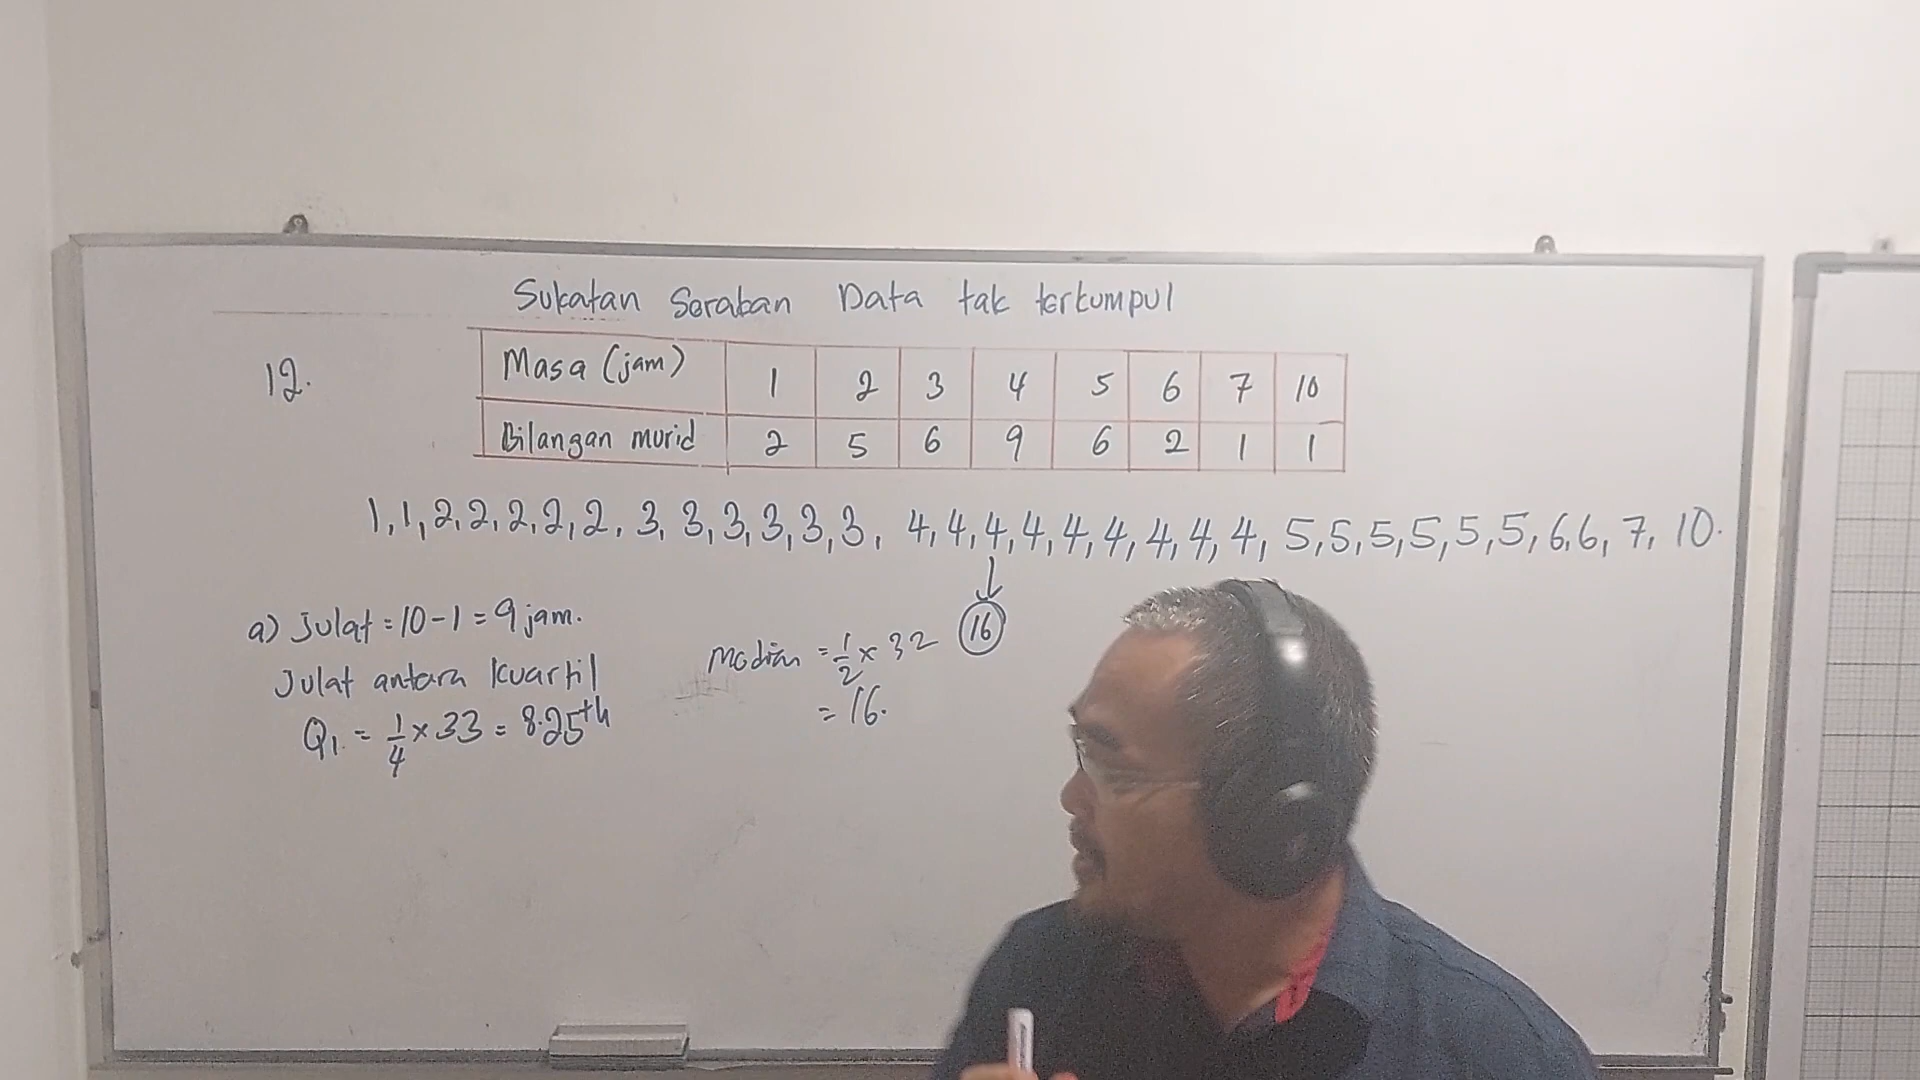 Sukatan Serakan Data tak terkumpul
12.
Masa (jam) 1 2 3 4 5 6 7 10
Bilangan murid 2 5 6 9 6 2 1 1
1,1,2,2,2,2,2,3,3,3,3,3,3,4,4,4,4,4,4,4,4,4,5,5,5,5,5,5,6,6,7,10.
16
a) Julat = 10 - 1 = 9 jam.
Julat antara kuartil
Q1. = 1/4 × 33 = 8.25th
Median = 1/2 × 32
= 16.